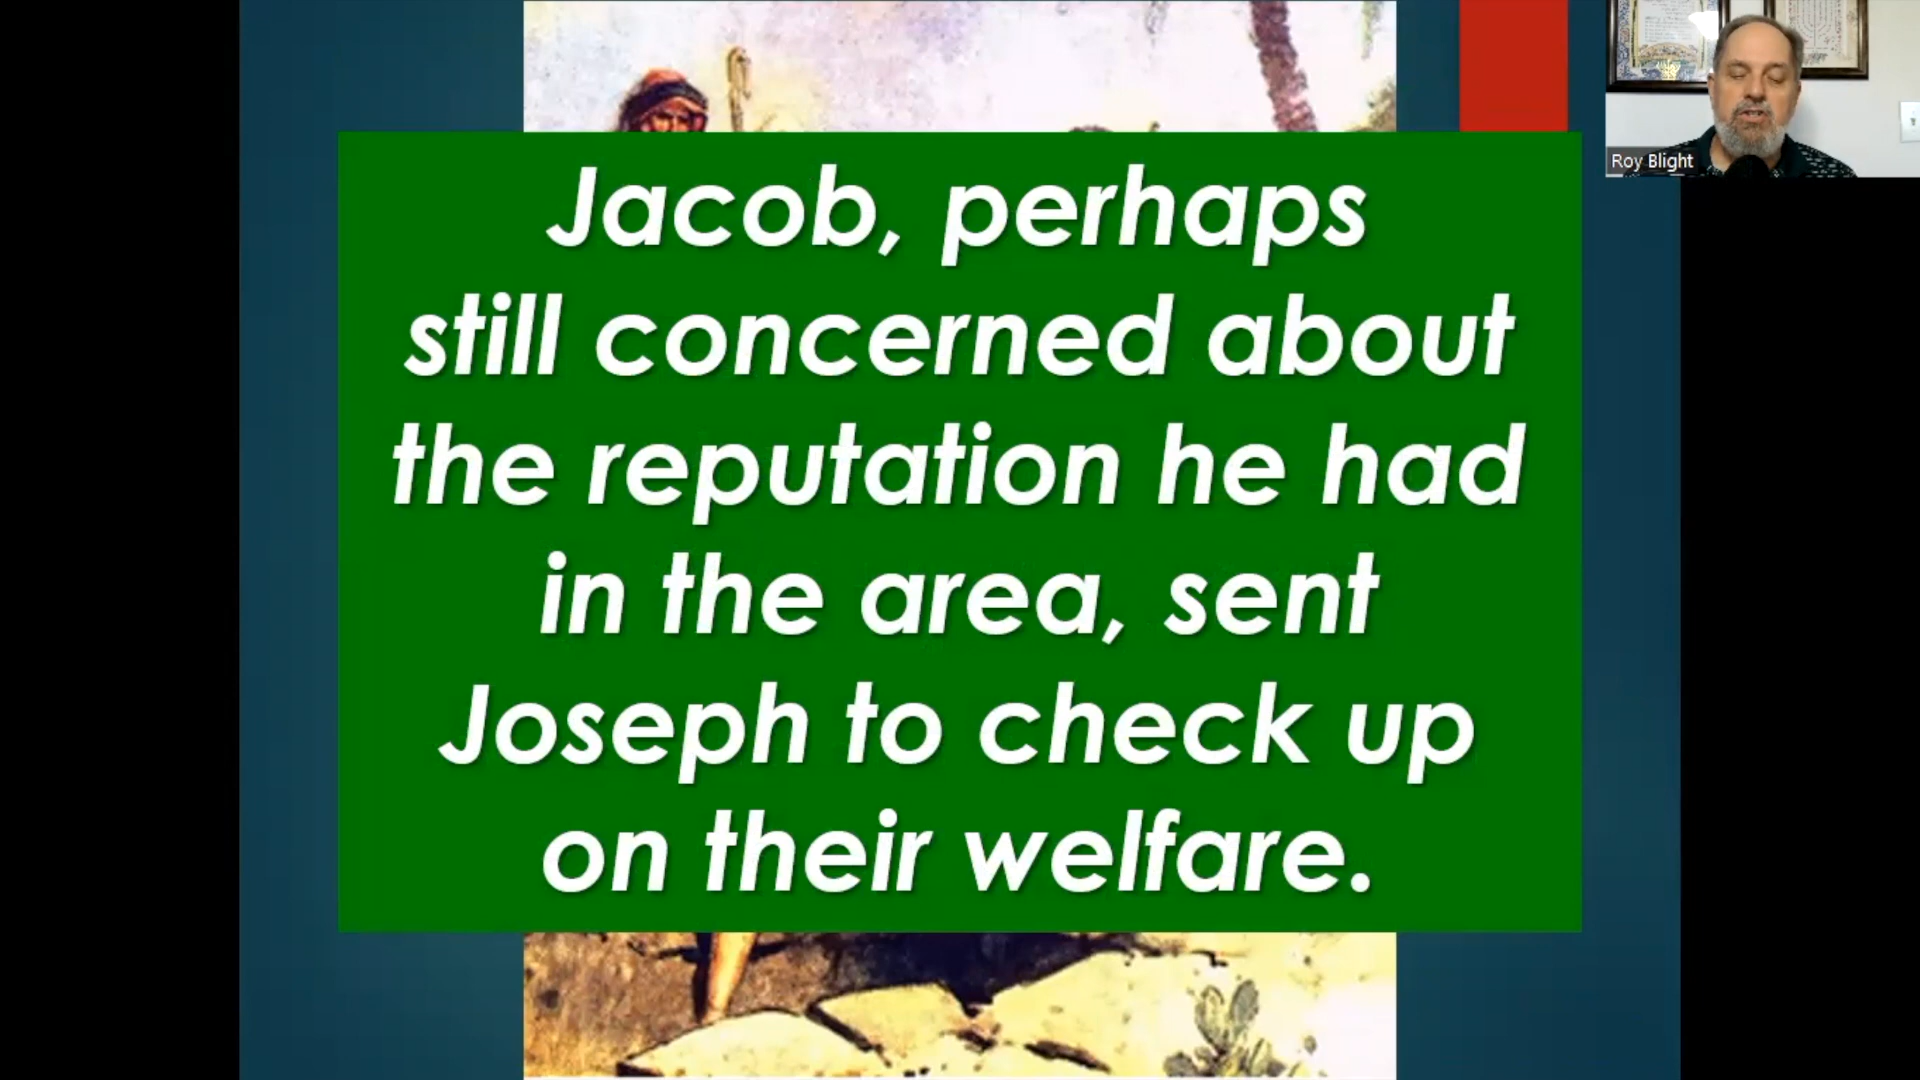 Jacob, perhaps
still concerned about
the reputation he had
in the area, sent
Joseph to check up
on their welfare.
Roy Blight